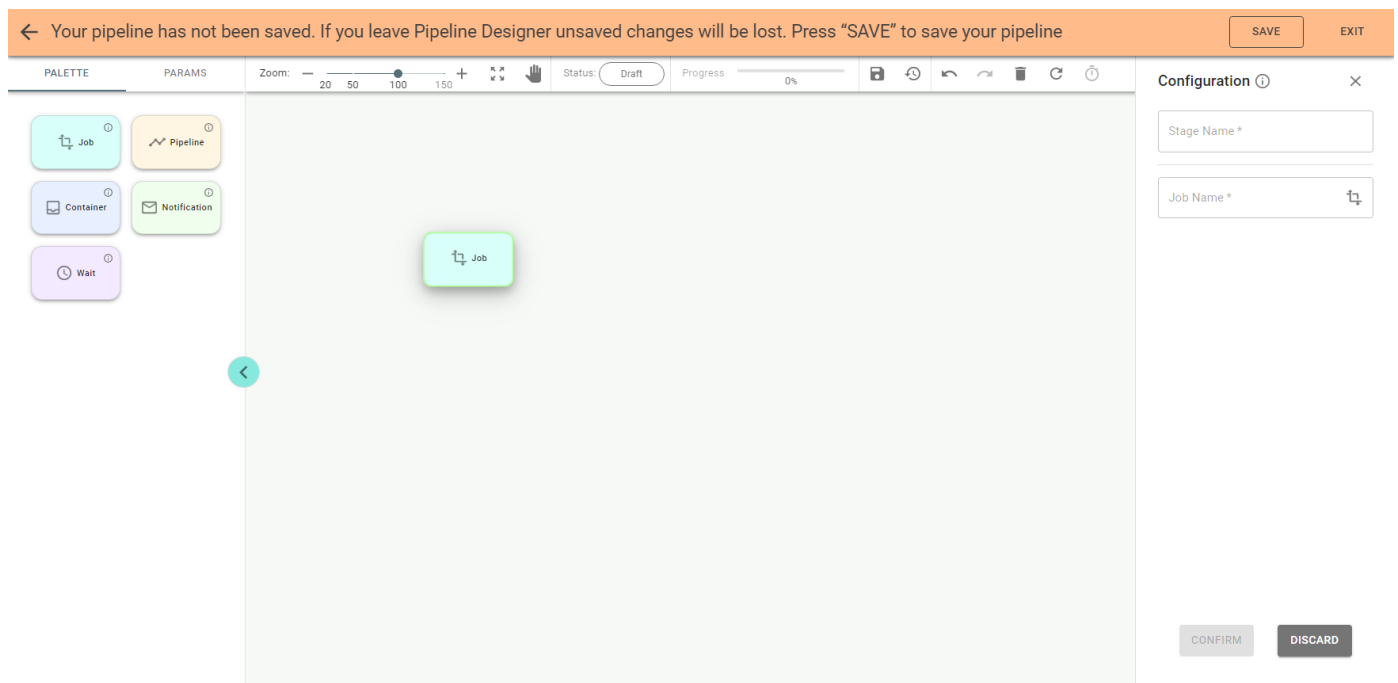 Your pipeline has not been saved. If you leave Pipeline Designer unsaved changes will be lost. Press “SAVE” to save your pipeline
SAVE
EXIT
PALETTE
PARAMS
Zoom:
20
50
100
150
Status:
Draft
Progress
0%
Configuration
Job
Pipeline
Container
Notification
Wait
Job
Stage Name *
Job Name *
CONFIRM
DISCARD